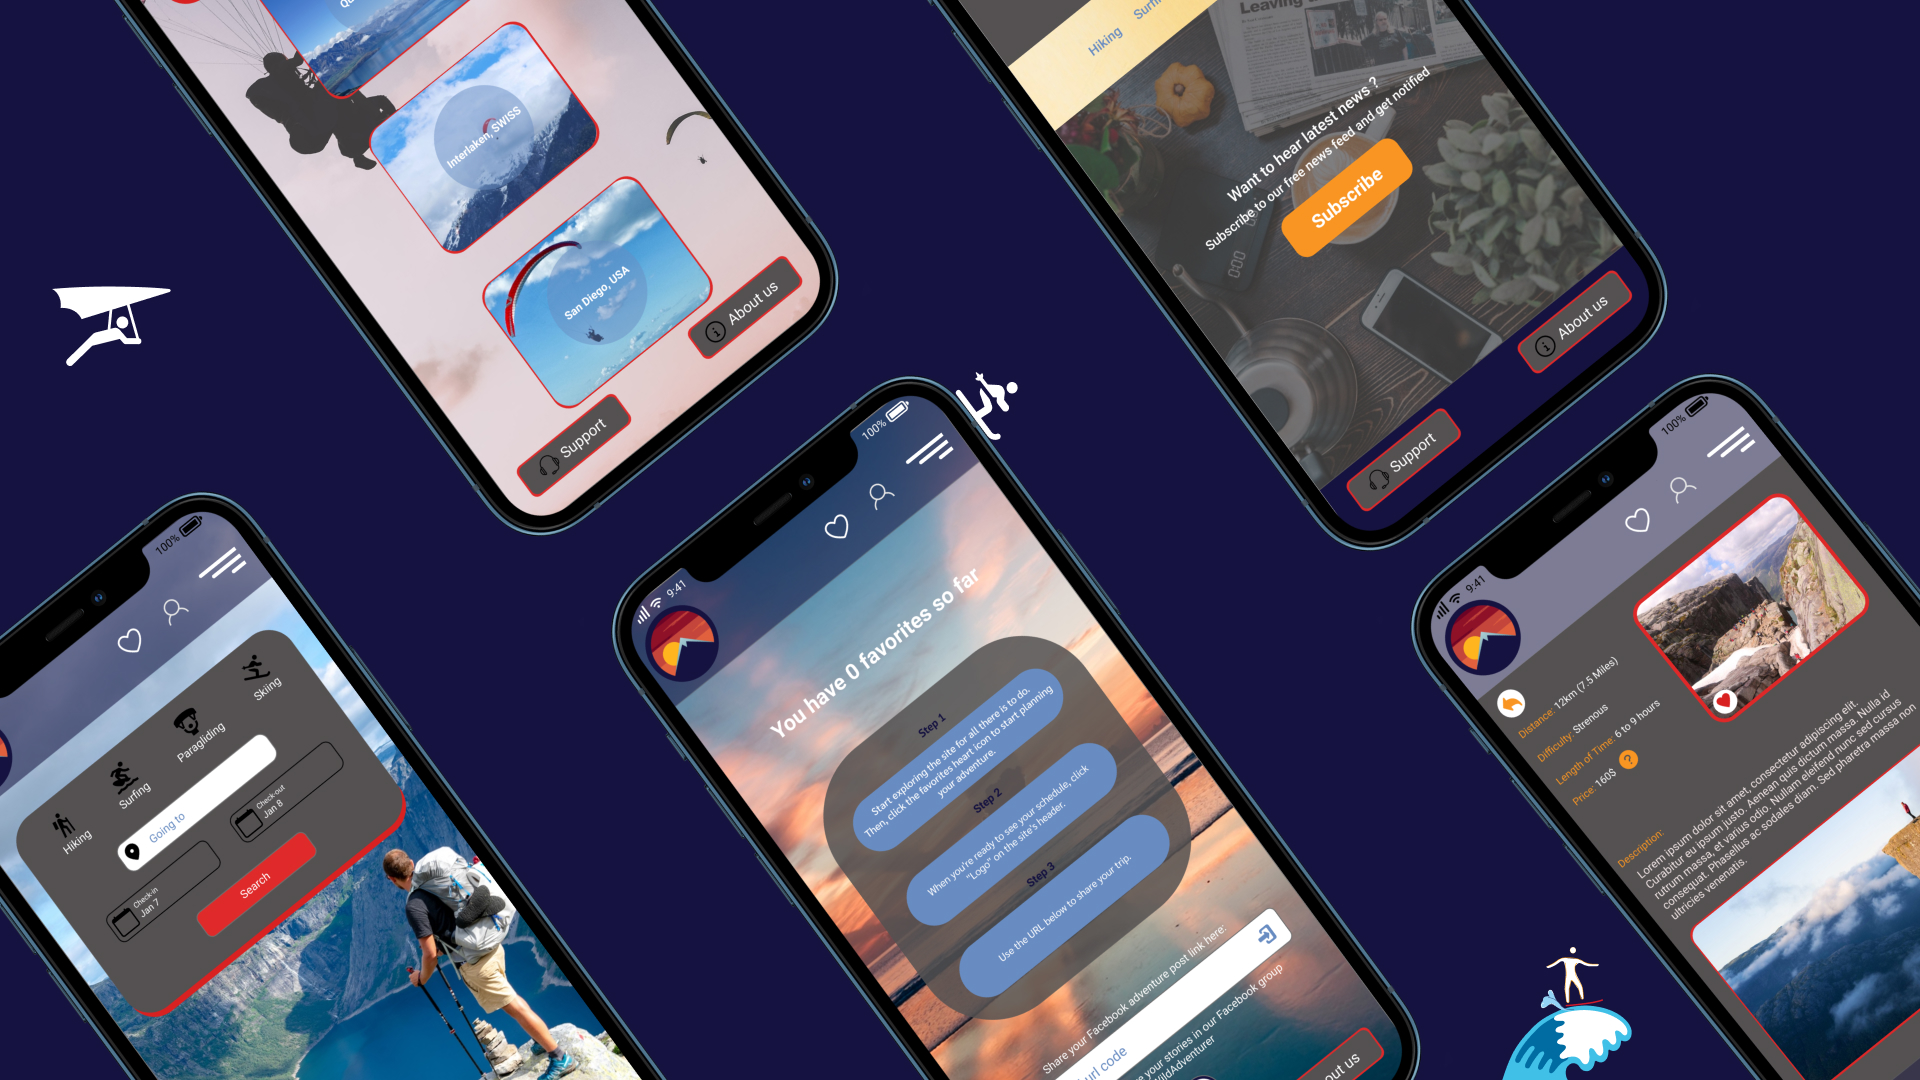 Interlaken, SWISS
San Diego, USA
Support
About us
Hiking
Leaving
Want to hear latest news ?
Subscribe to our free news feed and get notified
Subscribe
Support
About us
100%
Hiking
Surfing
Paragliding
Skiing
Going to
Check-in
Jan 7
Check-out
Jan 8
Search
9:41
100%
You have 0 favorites so far
Step 1
Start exploring the site for all there is to do.
Then, click the favorites heart icon to start planning
your adventure.
Step 2
When you're ready to see your schedule, click
"Logo" on the site's header.
Step 3
Use the URL below to share your trip.
Share your Facebook adventure post link here:
url code
your stories in our Facebook group
us
9:41
100%
Distance: 12km (7.5 Miles)
Difficulty: Strenous
Length of Time: 6 to 9 hours
Price: 160$ ?
Description:
Lorem ipsum dolor sit amet, consectetur adipiscing elit.
Curabitur eu ipsum justo. Aenean quis dictum massa. Nulla id
rutrum massa, et varius odio. Nullam eleifend nunc sed cursus
consequat. Phasellus ac sodales diam. Sed pharetra massa non
ultricies venenatis.